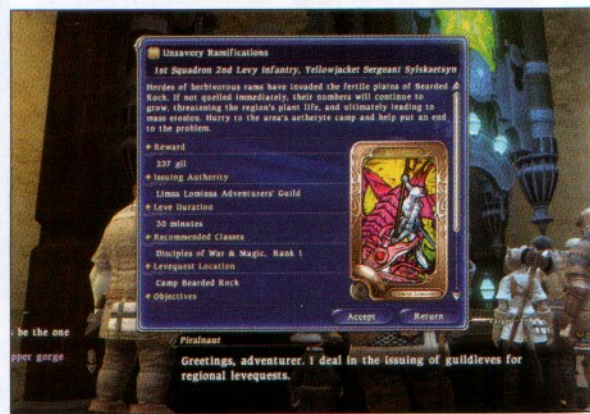 Unsavory Ramifications
1st Squadron 2nd Levy Infantry, Yellowjacket Sergeant Sylskaetsyn
Hordes of herbivorous rams have invaded the fertile plains of Bearded
Rock. If not quelled immediately, their numbers will continue to
grow, threatening the region's plant life, and ultimately leading to
mass erosion. Hurry to the area's aetheryte camp and help put an end
to the problem.
Reward
237 gil
Issuing Authority
Limsa Lominsa Adventurers' Guild
Leve Duration
30 minutes
Recommended Classes
Disciples of War & Magic, Rank 1
Levequest Location
Camp Bearded Rock
Objectives
Accept Return
s be the one
pper gorge
Piralnaut
Greetings, adventurer. I deal in the issuing of guildleves for
regional levequests.